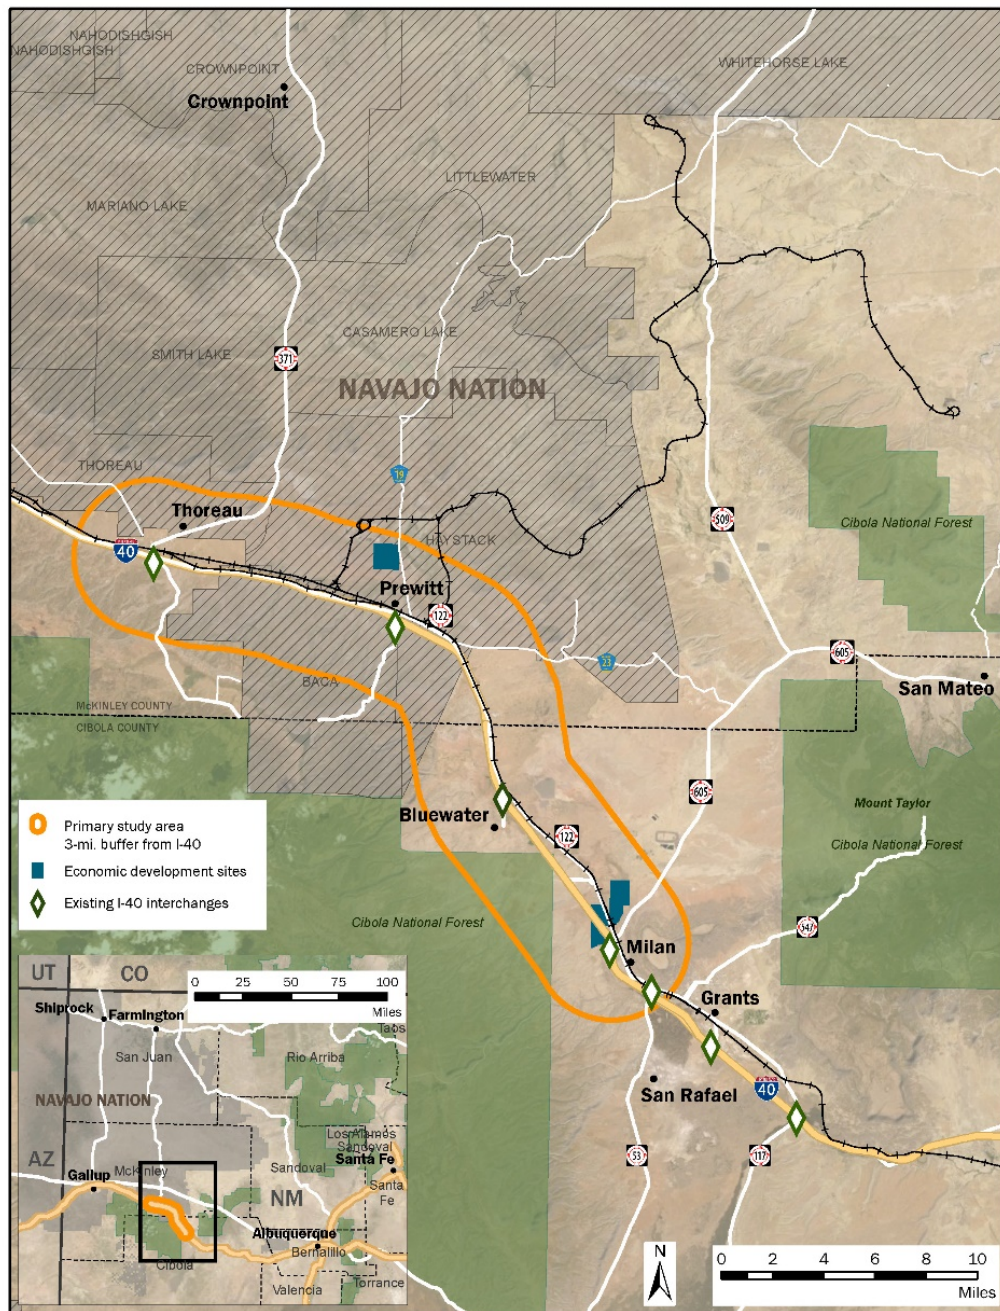 NAHODISHGISH
NAHODISHGISH
CROWNPOINT
WHITEHORSE LAKE
Crownpoint
LITTLEWATER
MARIANO LAKE
CASAMERO LAKE
SMITH LAKE
371
NAVAJO NATION
THOREAU
19
Thoreau
509
Cibola National Forest
40
HAYSTACK
Prewitt
122
605
23
BACA
San Mateo
McKINLEY COUNTY
CIBOLA COUNTY
605
Mount Taylor
Bluewater
122
Cibola National Forest
Primary study area
3-mi. buffer from I-40
Economic development sites
Existing I-40 interchanges
Cibola National Forest
547
Milan
Grants
San Rafael
40
53
117
UT
CO
0 25 50 75 100
Miles
Shiprock
Farmington
Taos
San Juan
Rio Arriba
NAVAJO NATION
Los Alamos
Sandoval
Santa Fe
AZ
McKinley
Sandoval
Gallup
NM
Santa
Fe
Albuquerque
Bernalillo
Cibola
Torrance
Valencia
N
0 2 4 6 8 10
Miles